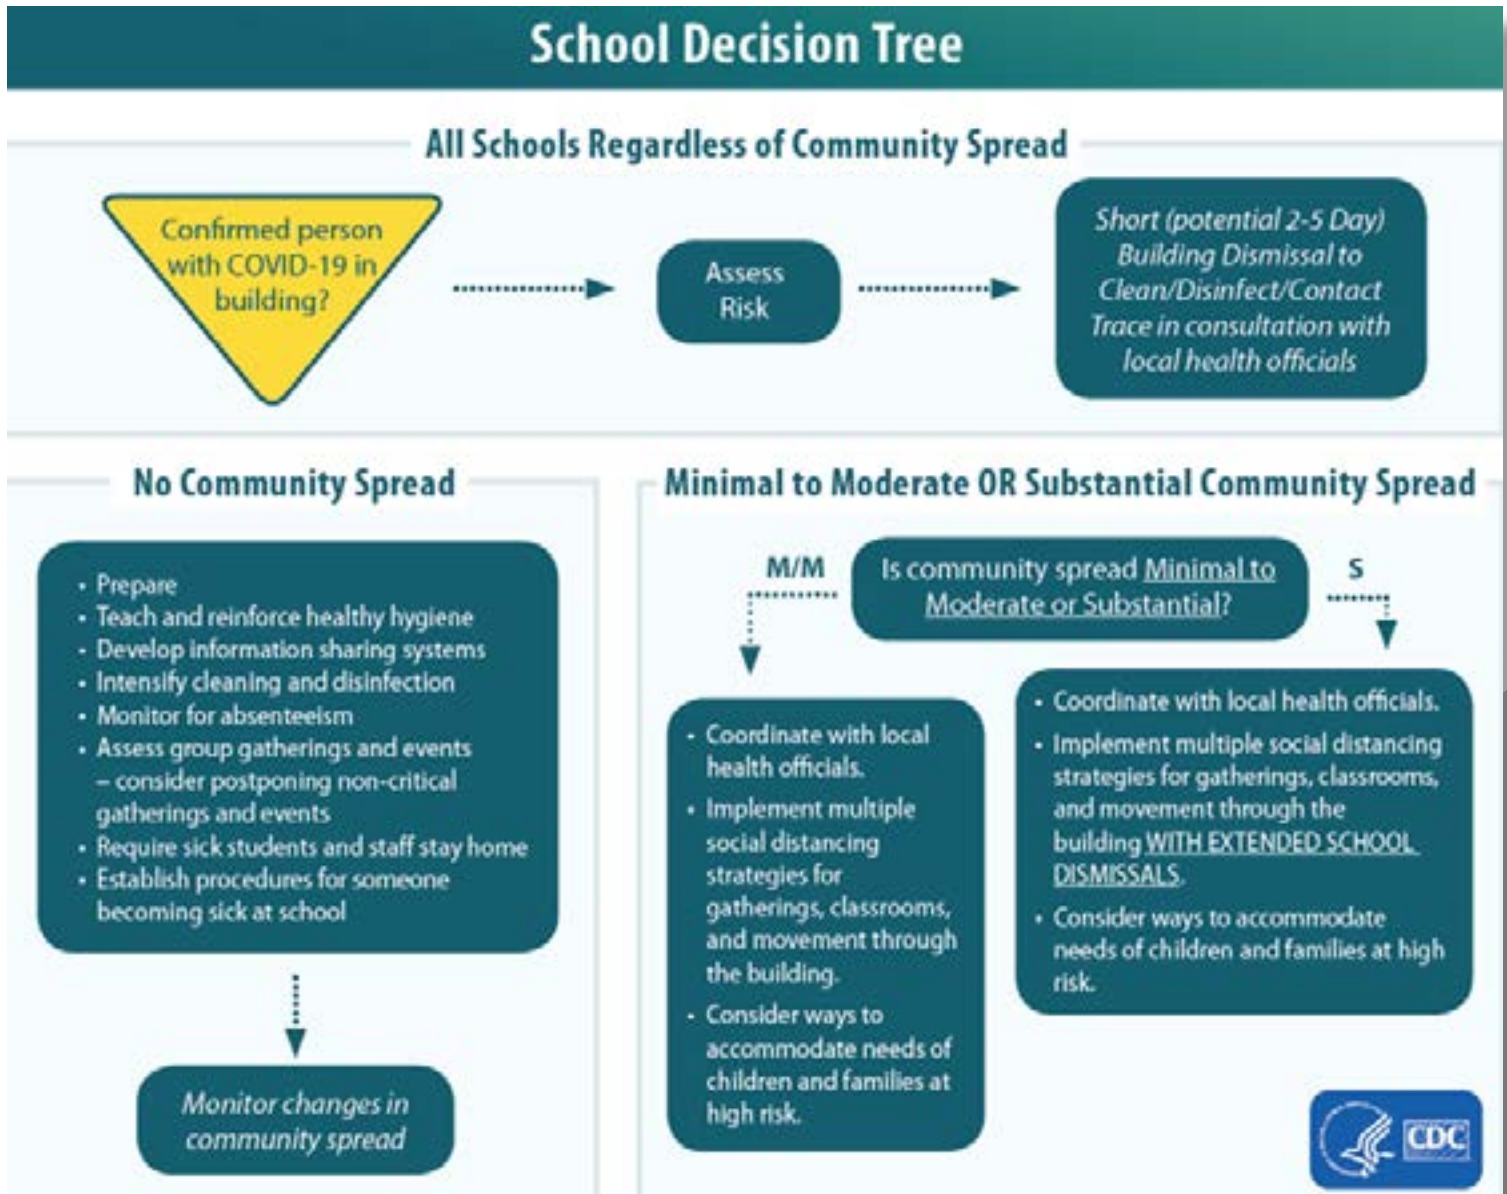 School Decision Tree
All Schools Regardless of Community Spread
Confirmed person
with COVID-19 in
building?
Assess
Risk
Short (potential 2-5 Day)
Building Dismissal to
Clean/Disinfect/Contact
Trace in consultation with
local health officials
No Community Spread
• Prepare
• Teach and reinforce healthy hygiene
• Develop information sharing systems
• Intensify cleaning and disinfection
• Monitor for absenteeism
• Assess group gatherings and events
– consider postponing non-critical
gatherings and events
• Require sick students and staff stay home
• Establish procedures for someone
becoming sick at school
Monitor changes in
community spread
Minimal to Moderate OR Substantial Community Spread
M/M
Is community spread Minimal to
Moderate or Substantial?
S
• Coordinate with local
health officials.
• Implement multiple
social distancing
strategies for
gatherings, classrooms,
and movement through
the building.
• Consider ways to
accommodate needs of
children and families at
high risk.
• Coordinate with local health officials.
• Implement multiple social distancing
strategies for gatherings, classrooms,
and movement through the
building WITH EXTENDED SCHOOL
DISMISSALS.
• Consider ways to accommodate
needs of children and families at high
risk.
CDC